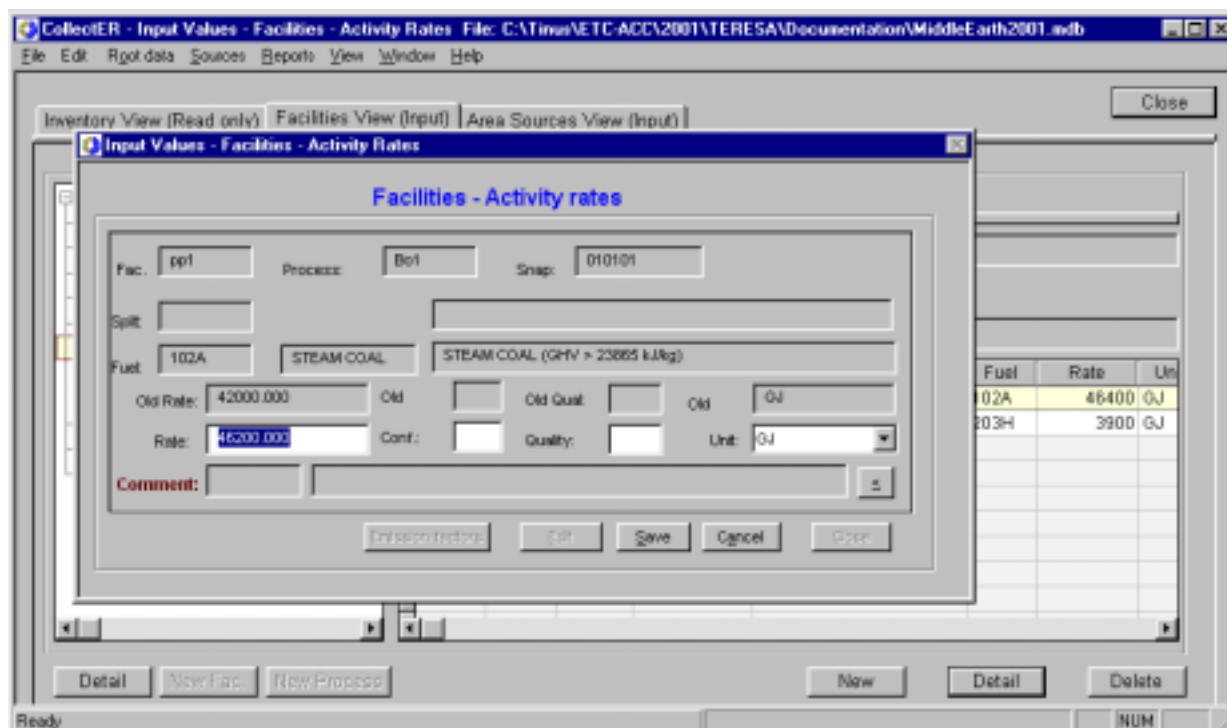 CollectER - Input Values - Facilities - Activity Rates File: C:\Tinus\ETC-ACC\2001\TERESA\Documentation\MiddleEarth2001.mdb
File Edit Root data Sources Reports View Window Help
Close
Inventory View (Read only) Facilities View (Input) Area Sources View (Input)
Input Values - Facilities - Activity Rates
Facilities - Activity rates
Fac. pp1 Process: Bo1 Snap: 010101
Split:
Fuel: 102A STEAM COAL STEAM COAL (GHV > 23865 kJ/kg)
Fuel Rate Un
Old Rate: 42000.000 Old Old Qual: Old GJ
102A 46400 GJ
Rate: 46200.000 Conf.: Quality: Unit: GJ
203H 3900 GJ
Comment: <
Emission factors Edit Save Cancel Close
Detail New Fac. New Process New Detail Delete
Ready NUM